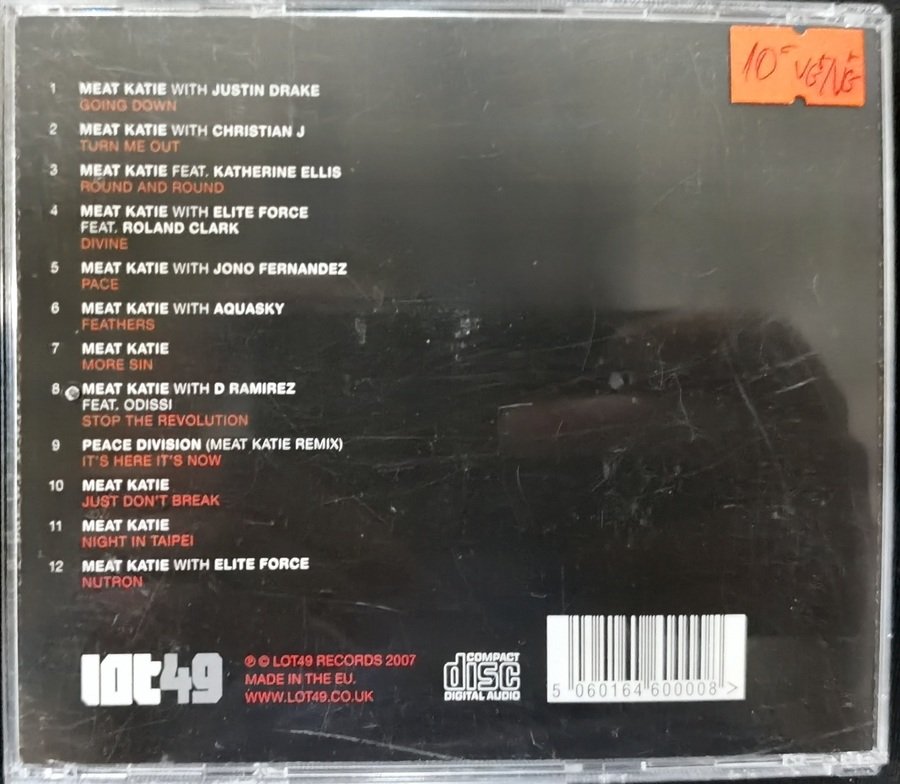 10 VG+/VG+
1 MEAT KATIE WITH JUSTIN DRAKE
GOING DOWN
2 MEAT KATIE WITH CHRISTIAN J
TURN ME OUT
3 MEAT KATIE FEAT. KATHERINE ELLIS
ROUND AND ROUND
4 MEAT KATIE WITH ELITE FORCE
FEAT. ROLAND CLARK
DIVINE
5 MEAT KATIE WITH JONO FERNANDEZ
PACE
6 MEAT KATIE WITH AQUASKY
FEATHERS
7 MEAT KATIE
MORE SIN
8 MEAT KATIE WITH D RAMIREZ
FEAT. ODISSI
STOP THE REVOLUTION
9 PEACE DIVISION (MEAT KATIE REMIX)
IT'S HERE IT'S NOW
10 MEAT KATIE
JUST DON'T BREAK
11 MEAT KATIE
NIGHT IN TAIPEI
12 MEAT KATIE WITH ELITE FORCE
NUTRON
LOT49
℗ © LOT49 RECORDS 2007
MADE IN THE EU.
WWW.LOT49.CO.UK
COMPACT
disc
DIGITAL AUDIO
5 060164 600008 >